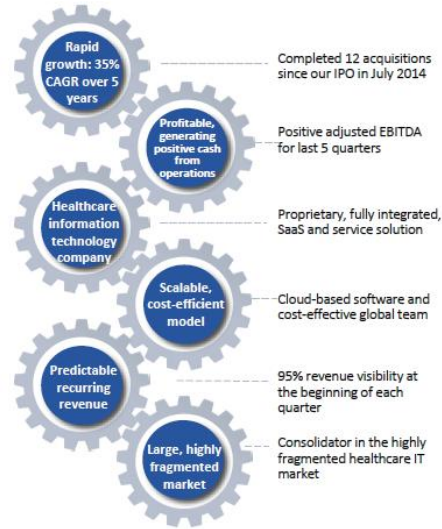 Rapid
growth: 35%
CAGR over 5
years
Completed 12 acquisitions
since our IPO in July 2014
Profitable,
generating
positive cash
from
operations
Positive adjusted EBITDA
for last 5 quarters
Healthcare
information
technology
company
Proprietary, fully integrated,
SaaS and service solution
Scalable,
cost-efficient
model
Cloud-based software and
cost-effective global team
Predictable
recurring
revenue
95% revenue visibility at
the beginning of each
quarter
Large, highly
fragmented
market
Consolidator in the highly
fragmented healthcare IT
market